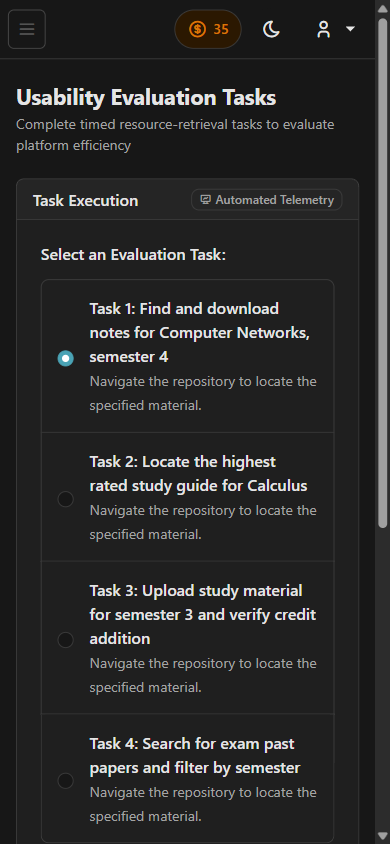 35
Usability Evaluation Tasks
Complete timed resource-retrieval tasks to evaluate
platform efficiency
Task Execution
Automated Telemetry
Select an Evaluation Task:
Task 1: Find and download
notes for Computer Networks,
semester 4
Navigate the repository to locate the
specified material.
Task 2: Locate the highest
rated study guide for Calculus
Navigate the repository to locate the
specified material.
Task 3: Upload study material
for semester 3 and verify credit
addition
Navigate the repository to locate the
specified material.
Task 4: Search for exam past
papers and filter by semester
Navigate the repository to locate the
specified material.